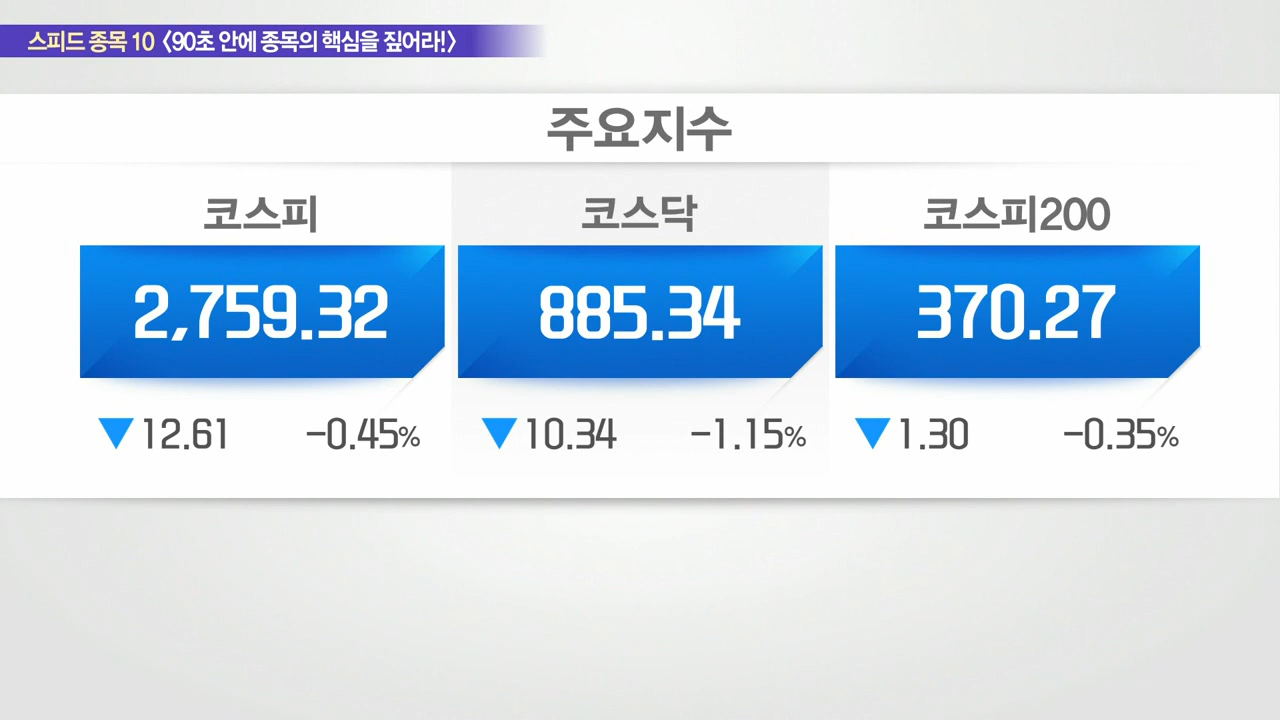 스피드 종목 10 <90초 안에 종목의 핵심을 짚어라!>
주요지수
코스피
2,759.32
▼ 12.61 -0.45%
코스닥
885.34
▼ 10.34 -1.15%
코스피200
370.27
▼ 1.30 -0.35%